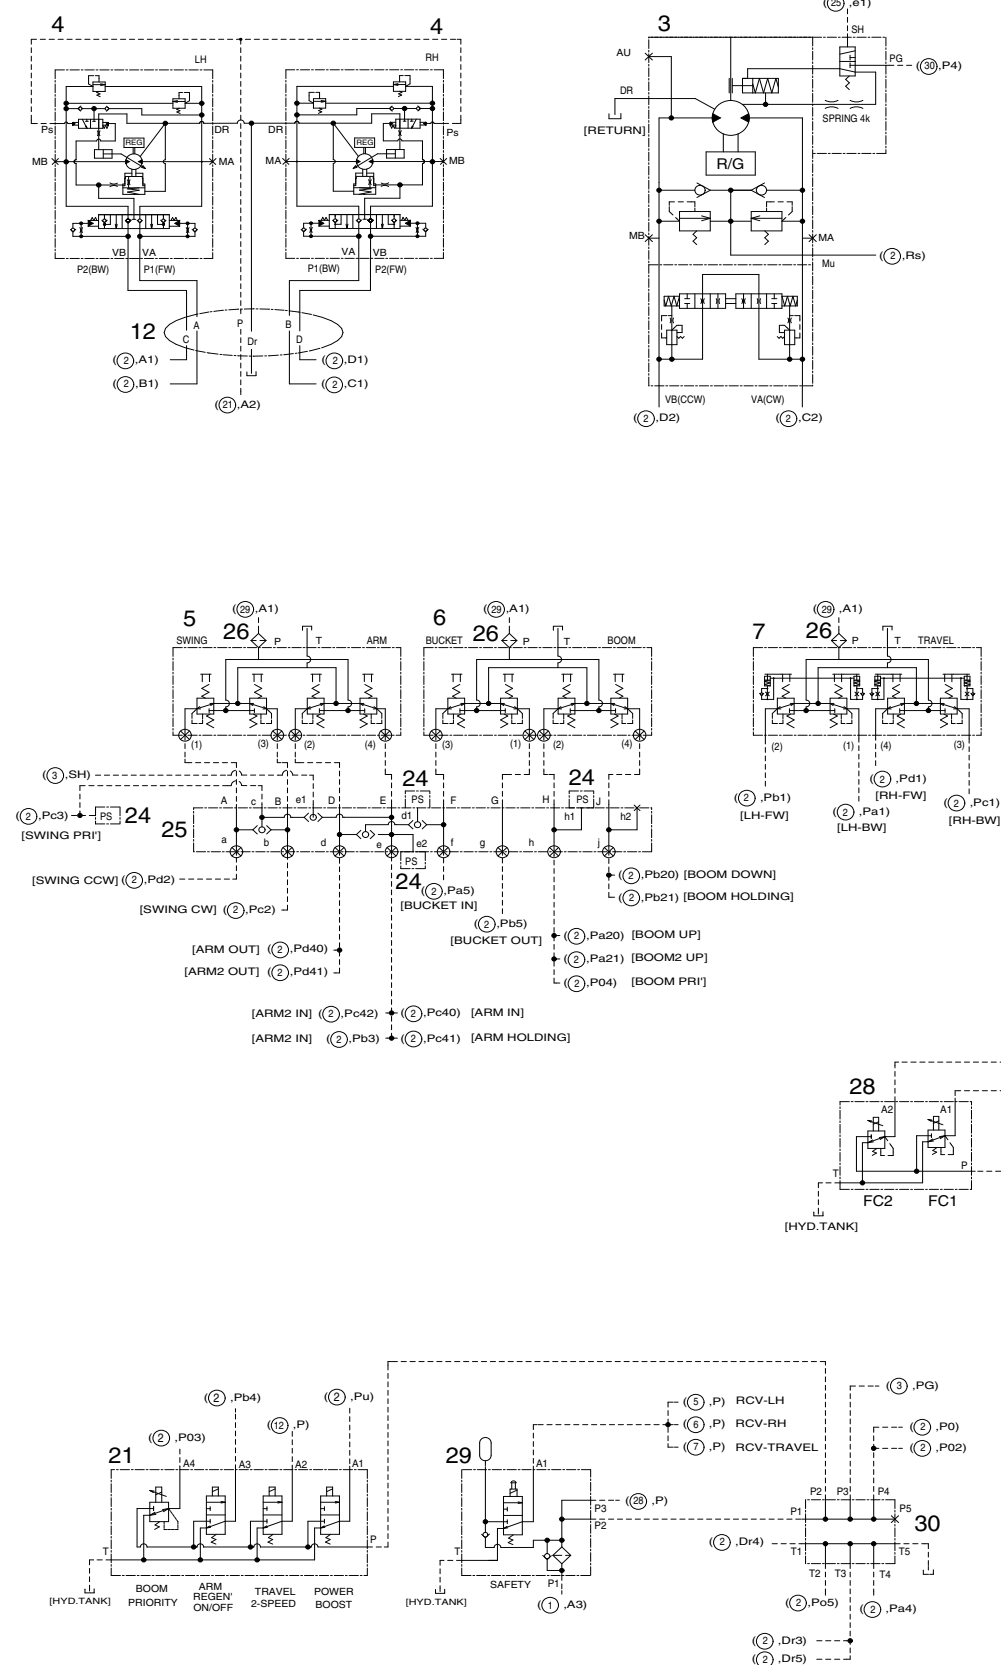 (25 ,e1)
4
4
3
SH
LH
RH
AU
PG
(30 ,P4)
DR
[RETURN]
SPRING 4k
Ps
DR
DR
Ps
REG
REG
MB
MA
MA
MB
R/G
MB
MA
(2 ,Rs)
Mu
VB
VA
VA
VB
P2(BW)
P1(FW)
P1(BW)
P2(FW)
12
A
P
B
C
Dr
D
(2 ,A1)
(2 ,D1)
(2 ,B1)
(2 ,C1)
(21 ,A2)
VB(CCW)
VA(CW)
(2 ,D2)
(2 ,C2)
(29 ,A1)
(29 ,A1)
(29 ,A1)
5
26
6
26
7
26
SWING
P
T
ARM
BUCKET
P
T
BOOM
P
T
TRAVEL
(1)
(3)
(2)
(4)
(3)
(1)
(2)
(4)
(2)
(1)
(4)
(3)
(3 ,SH)
24
24
(2 ,Pd1)
[RH-FW]
A
c
B
e1
D
E
PS
F
G
H
PS
J
(2 ,Pb1)
[LH-FW]
(2 ,Pa1)
[LH-BW]
(2 ,Pc1)
[RH-BW]
(2 ,Pc3)
PS
24
[SWING PRI']
25
d1
h1
h2
a
b
d
e
e2
f
g
h
j
PS
24
[SWING CCW]
(2 ,Pd2)
(2 ,Pa5)
[BUCKET IN]
(2 ,Pb20)
[BOOM DOWN]
(2 ,Pb21)
[BOOM HOLDING]
[SWING CW]
(2 ,Pc2)
(2 ,Pb5)
[BUCKET OUT]
[ARM OUT]
(2 ,Pd40)
(2 ,Pa20)
[BOOM UP]
[ARM2 OUT]
(2 ,Pd41)
(2 ,Pa21)
[BOOM2 UP]
(2 ,P04)
[BOOM PRI']
[ARM2 IN]
(2 ,Pc42)
(2 ,Pc40)
[ARM IN]
[ARM2 IN]
(2 ,Pb3)
(2 ,Pc41)
[ARM HOLDING]
28
A2
A1
T
P
FC2
FC1
[HYD.TANK]
(2 ,Pb4)
(2 ,Pu)
(3 ,PG)
(5 ,P) RCV-LH
(2 ,P03)
(12 ,P)
(6 ,P) RCV-RH
(2 ,P0)
(7 ,P) RCV-TRAVEL
(2 ,P02)
21
A4
A3
A2
A1
29
A1
P2
P3
P4
(28 ,P)
P3
P1
P5
P2
30
T
P
T
(2 ,Dr4)
T1
T5
T2
T3
T4
[HYD.TANK]
BOOM
PRIORITY
ARM
REGEN'
ON/OFF
TRAVEL
2-SPEED
POWER
BOOST
[HYD.TANK]
SAFETY
P1
(1 ,A3)
(2 ,Po5)
(2 ,Pa4)
(2 ,Dr3)
(2 ,Dr5)